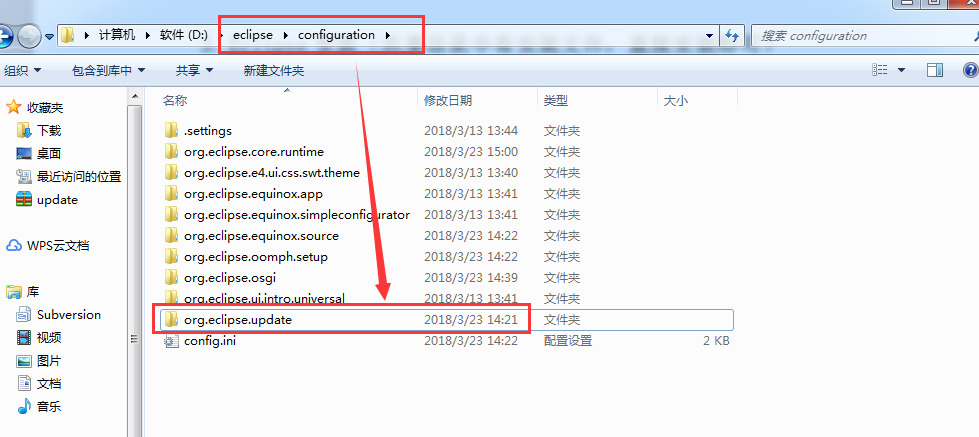 计算机 软件 (D:) eclipse configuration
搜索 configuration
组织 包含到库中 共享 新建文件夹
名称 修改日期 类型 大小
收藏夹
下载
桌面
最近访问的位置
update
WPS云文档
库
Subversion
视频
图片
文档
音乐
.settings 2018/3/13 13:44 文件夹
org.eclipse.core.runtime 2018/3/23 15:00 文件夹
org.eclipse.e4.ui.css.swt.theme 2018/3/13 13:40 文件夹
org.eclipse.equinox.app 2018/3/13 13:41 文件夹
org.eclipse.equinox.simpleconfigurator 2018/3/13 13:41 文件夹
org.eclipse.equinox.source 2018/3/23 14:22 文件夹
org.eclipse.oomph.setup 2018/3/23 14:22 文件夹
org.eclipse.osgi 2018/3/23 14:39 文件夹
org.eclipse.ui.intro.universal 2018/3/13 13:41 文件夹
org.eclipse.update 2018/3/23 14:21 文件夹
config.ini 2018/3/23 14:22 配置设置 2 KB